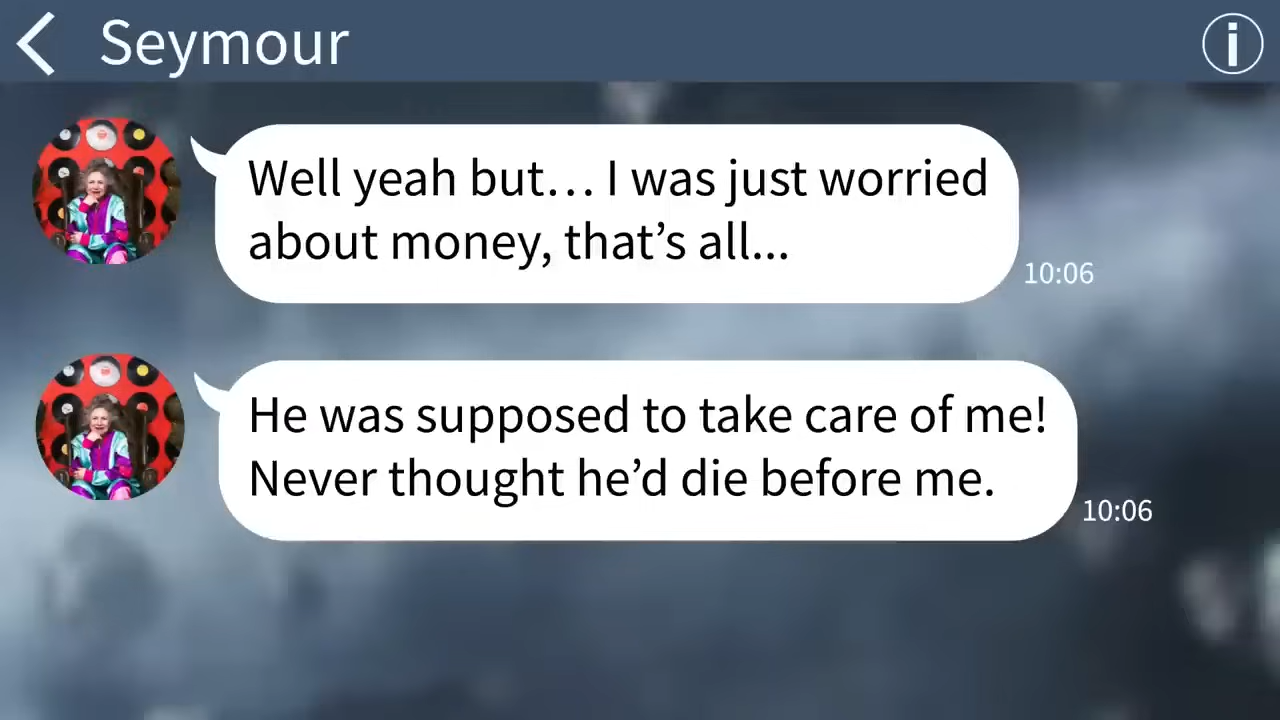 Seymour
Well yeah but… I was just worried
about money, that’s all...
10:06
He was supposed to take care of me!
Never thought he’d die before me.
10:06